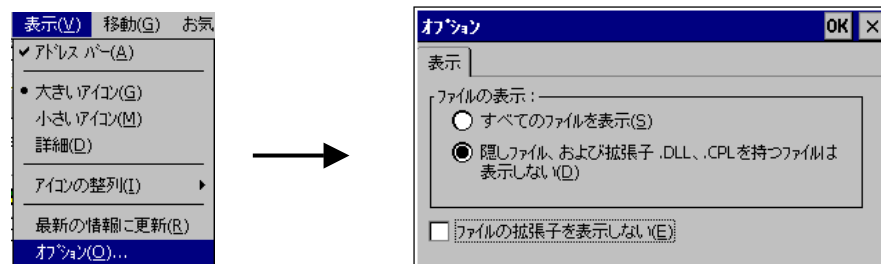 表示(V) 移動(G) お気
アドレス バー(A)
大きいアイコン(G)
小さいアイコン(M)
詳細(D)
アイコンの整列(I)
最新の情報に更新(R)
オプション(O)...
オプション OK ×
表示
ファイルの表示:
すべてのファイルを表示(S)
隠しファイル、および拡張子 .DLL、.CPLを持つファイルは
表示しない(D)
ファイルの拡張子を表示しない(E)